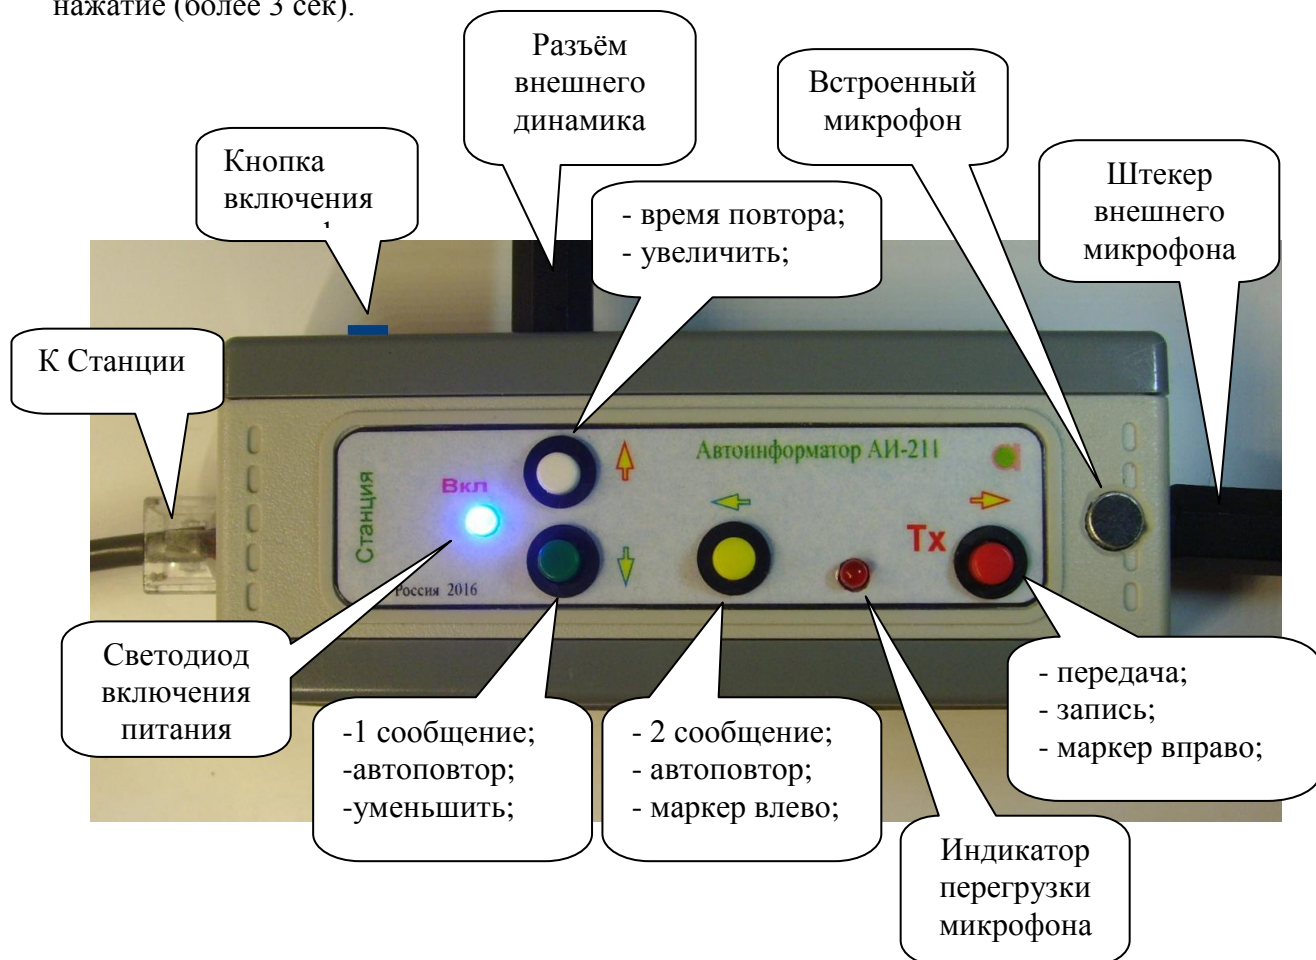 нажатие (более 3 сек).
Разъём
внешнего
динамика
Встроенный
микрофон
Кнопка
включения
Штекер
внешнего
микрофона
- время повтора;
- увеличить;
К Станции
Автоинформатор АИ-211
Станция
Вкл
Tx
Россия 2016
Светодиод
включения
питания
-1 сообщение;
-автоповтор;
-уменьшить;
- 2 сообщение;
- автоповтор;
- маркер влево;
- передача;
- запись;
- маркер вправо;
Индикатор
перегрузки
микрофона